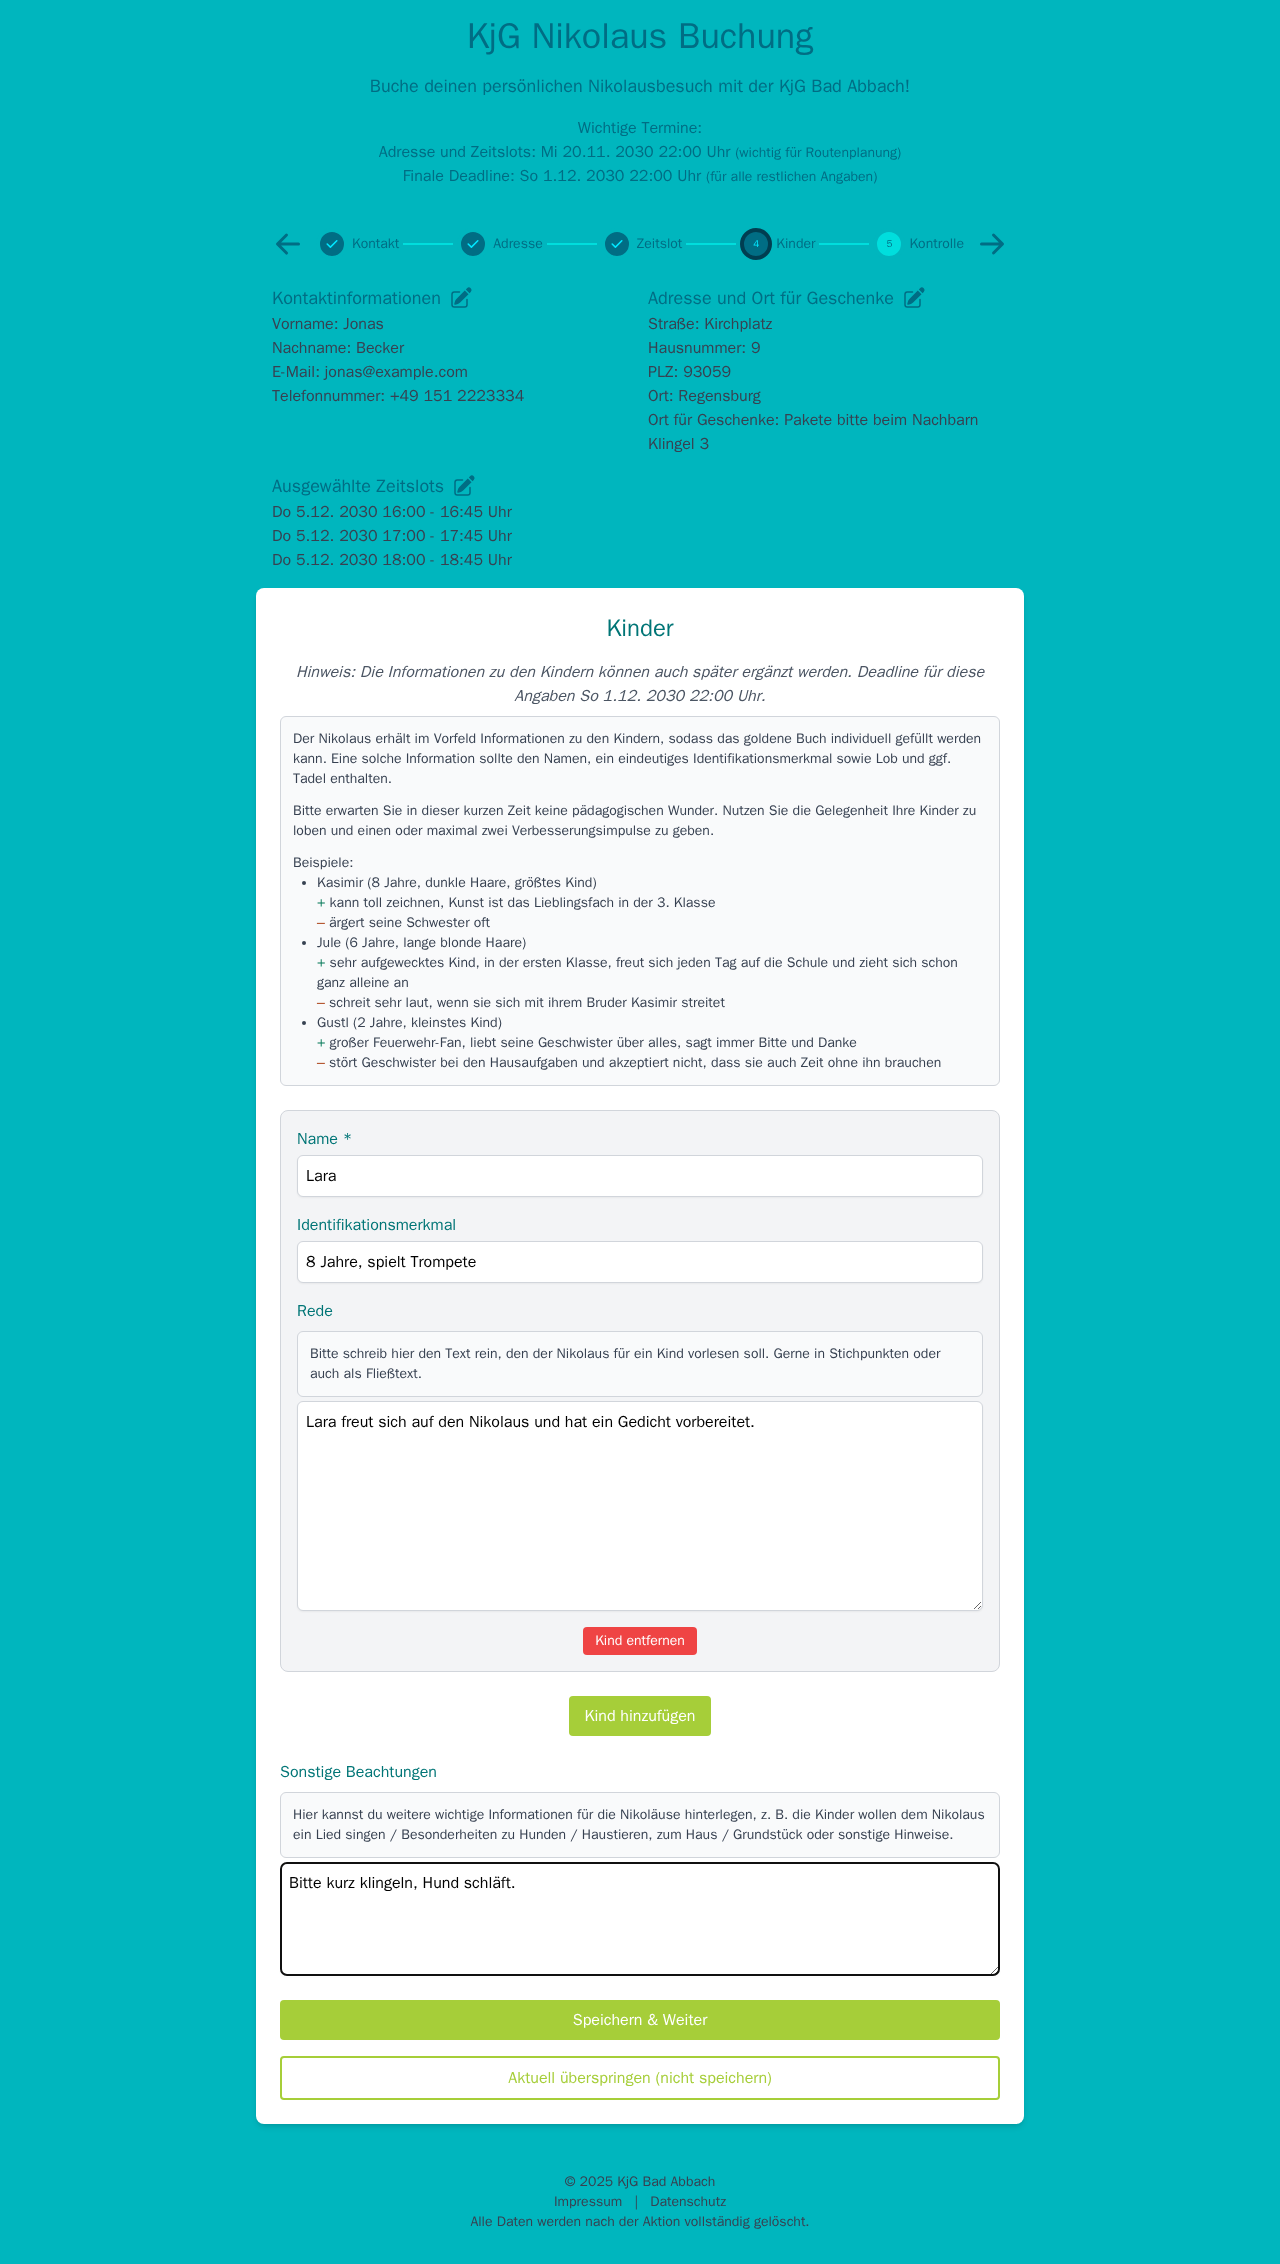 KjG Nikolaus Buchung
Buche deinen persönlichen Nikolausbesuch mit der KjG Bad Abbach!
Wichtige Termine:
Adresse und Zeitslots: Mi 20.11. 2030 22:00 Uhr (wichtig für Routenplanung)
Finale Deadline: So 1.12. 2030 22:00 Uhr (für alle restlichen Angaben)
Kontakt Adresse Zeitslot 4 Kinder 5 Kontrolle
Kontaktinformationen
Vorname: Jonas
Nachname: Becker
E-Mail: jonas@example.com
Telefonnummer: +49 151 2223334
Adresse und Ort für Geschenke
Straße: Kirchplatz
Hausnummer: 9
PLZ: 93059
Ort: Regensburg
Ort für Geschenke: Pakete bitte beim Nachbarn
Klingel 3
Ausgewählte Zeitslots
Do 5.12. 2030 16:00 - 16:45 Uhr
Do 5.12. 2030 17:00 - 17:45 Uhr
Do 5.12. 2030 18:00 - 18:45 Uhr
Kinder
Hinweis: Die Informationen zu den Kindern können auch später ergänzt werden. Deadline für diese
Angaben So 1.12. 2030 22:00 Uhr.
Der Nikolaus erhält im Vorfeld Informationen zu den Kindern, sodass das goldene Buch individuell gefüllt werden
kann. Eine solche Information sollte den Namen, ein eindeutiges Identifikationsmerkmal sowie Lob und ggf.
Tadel enthalten.
Bitte erwarten Sie in dieser kurzen Zeit keine pädagogischen Wunder. Nutzen Sie die Gelegenheit Ihre Kinder zu
loben und einen oder maximal zwei Verbesserungsimpulse zu geben.
Beispiele:
• Kasimir (8 Jahre, dunkle Haare, größtes Kind)
+ kann toll zeichnen, Kunst ist das Lieblingsfach in der 3. Klasse
– ärgert seine Schwester oft
• Jule (6 Jahre, lange blonde Haare)
+ sehr aufgewecktes Kind, in der ersten Klasse, freut sich jeden Tag auf die Schule und zieht sich schon
ganz alleine an
– schreit sehr laut, wenn sie sich mit ihrem Bruder Kasimir streitet
• Gustl (2 Jahre, kleinstes Kind)
+ großer Feuerwehr-Fan, liebt seine Geschwister über alles, sagt immer Bitte und Danke
– stört Geschwister bei den Hausaufgaben und akzeptiert nicht, dass sie auch Zeit ohne ihn brauchen
Name *
Lara
Identifikationsmerkmal
8 Jahre, spielt Trompete
Rede
Bitte schreib hier den Text rein, den der Nikolaus für ein Kind vorlesen soll. Gerne in Stichpunkten oder
auch als Fließtext.
Lara freut sich auf den Nikolaus und hat ein Gedicht vorbereitet.
Kind entfernen
Kind hinzufügen
Sonstige Beachtungen
Hier kannst du weitere wichtige Informationen für die Nikoläuse hinterlegen, z. B. die Kinder wollen dem Nikolaus
ein Lied singen / Besonderheiten zu Hunden / Haustieren, zum Haus / Grundstück oder sonstige Hinweise.
Bitte kurz klingeln, Hund schläft.
Speichern & Weiter
Aktuell überspringen (nicht speichern)
© 2025 KjG Bad Abbach
Impressum | Datenschutz
Alle Daten werden nach der Aktion vollständig gelöscht.